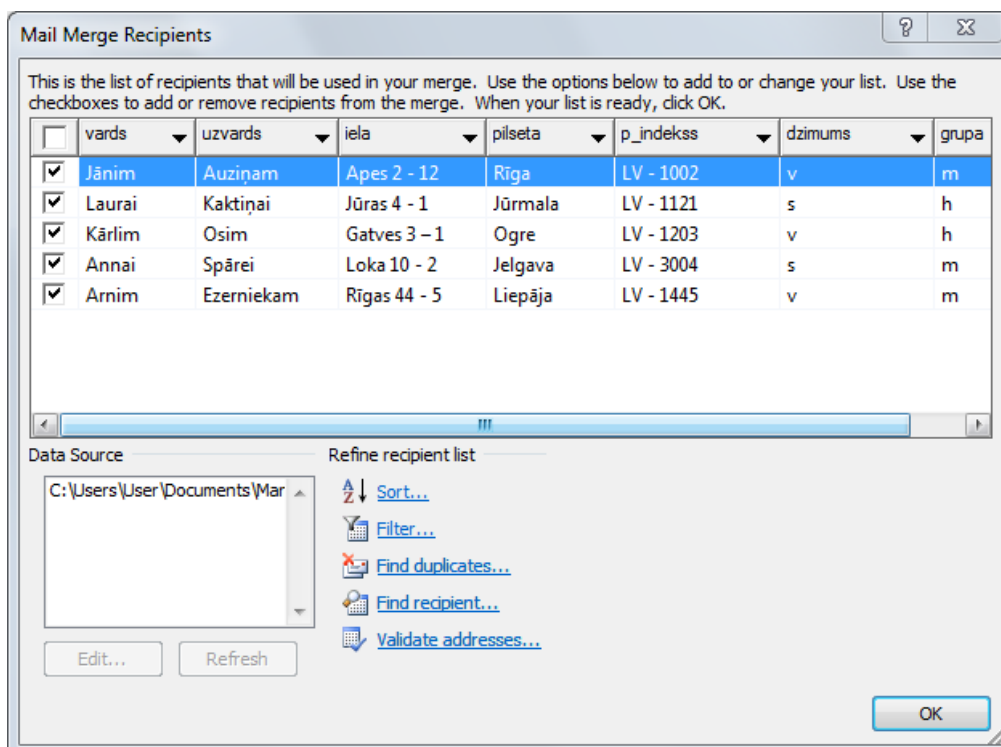 Mail Merge Recipients
This is the list of recipients that will be used in your merge. Use the options below to add to or change your list. Use the
checkboxes to add or remove recipients from the merge. When your list is ready, click OK.
vards uzvards iela pilseta p_indekss dzimums grupa
Jānim Auziņam Apes 2 - 12 Rīga LV - 1002 v m
Laurai Kaktiņai Jūras 4 - 1 Jūrmala LV - 1121 s h
Kārlim Osim Gatves 3 – 1 Ogre LV - 1203 v h
Annai Spārei Loka 10 - 2 Jelgava LV - 3004 s m
Arnim Ezerniekam Rīgas 44 - 5 Liepāja LV - 1445 v m
Data Source Refine recipient list
C:\Users\User\Documents\Mar
Sort...
Filter...
Find duplicates...
Find recipient...
Validate addresses...
Edit... Refresh
OK